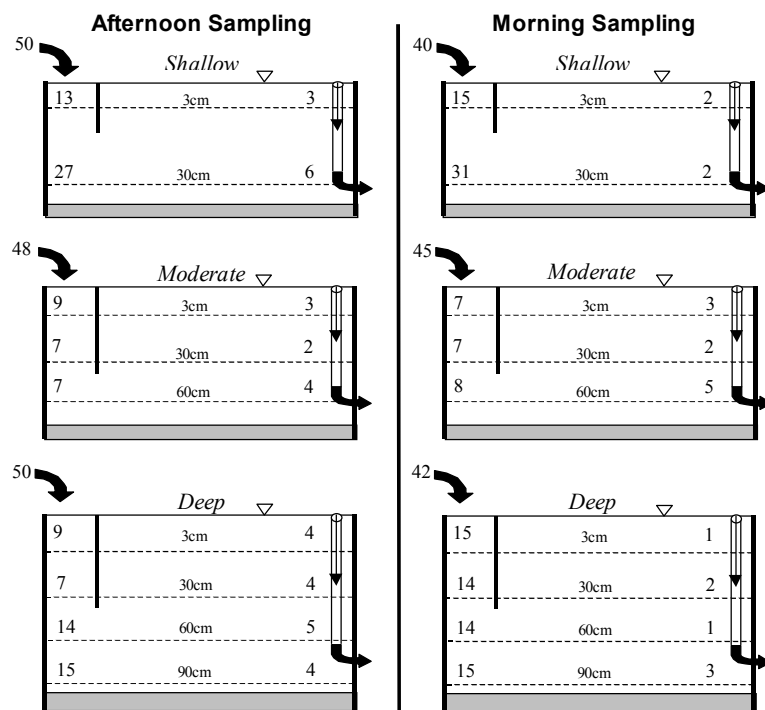 Afternoon Sampling
50
Shallow
13 3cm 3
27 30cm 6
48
Moderate
9 3cm 3
7 30cm 2
7 60cm 4
50
Deep
9 3cm 4
7 30cm 4
14 60cm 5
15 90cm 4
Morning Sampling
40
Shallow
15 3cm 2
31 30cm 2
45
Moderate
7 3cm 3
7 30cm 2
8 60cm 5
42
Deep
15 3cm 1
14 30cm 2
14 60cm 1
15 90cm 3